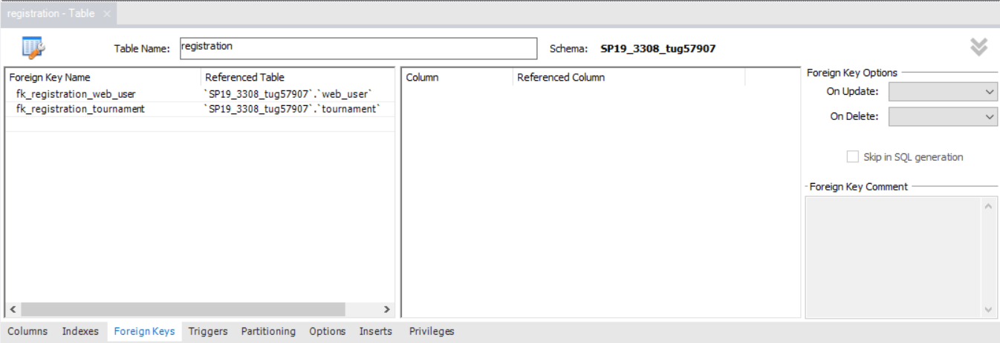 registration - Table ×
Table Name: registration Schema: SP19_3308_tug57907
Foreign Key Name Referenced Table
fk_registration_web_user `SP19_3308_tug57907`.`web_user`
fk_registration_tournament `SP19_3308_tug57907`.`tournament`
Column Referenced Column
Foreign Key Options
On Update:
On Delete:
Skip in SQL generation
Foreign Key Comment
Columns Indexes Foreign Keys Triggers Partitioning Options Inserts Privileges